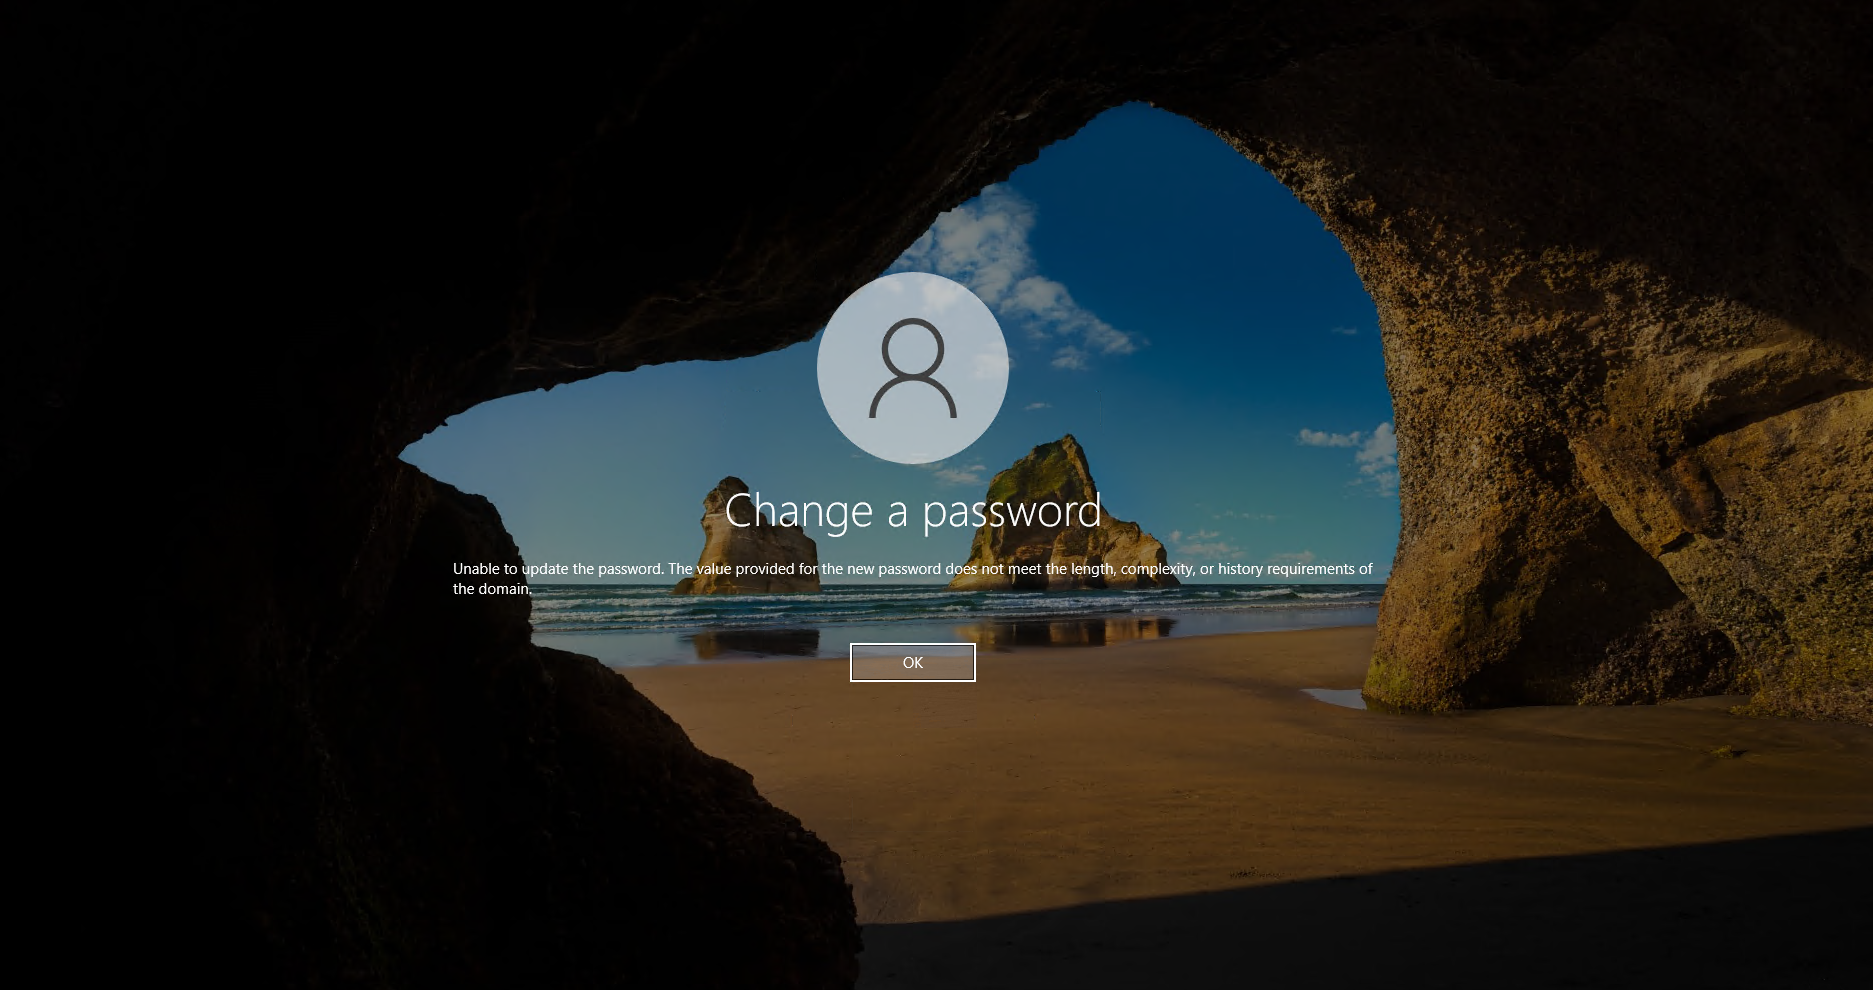 Change a password
Unable to update the password. The value provided for the new password does not meet the length, complexity, or history requirements of
the domain.
OK